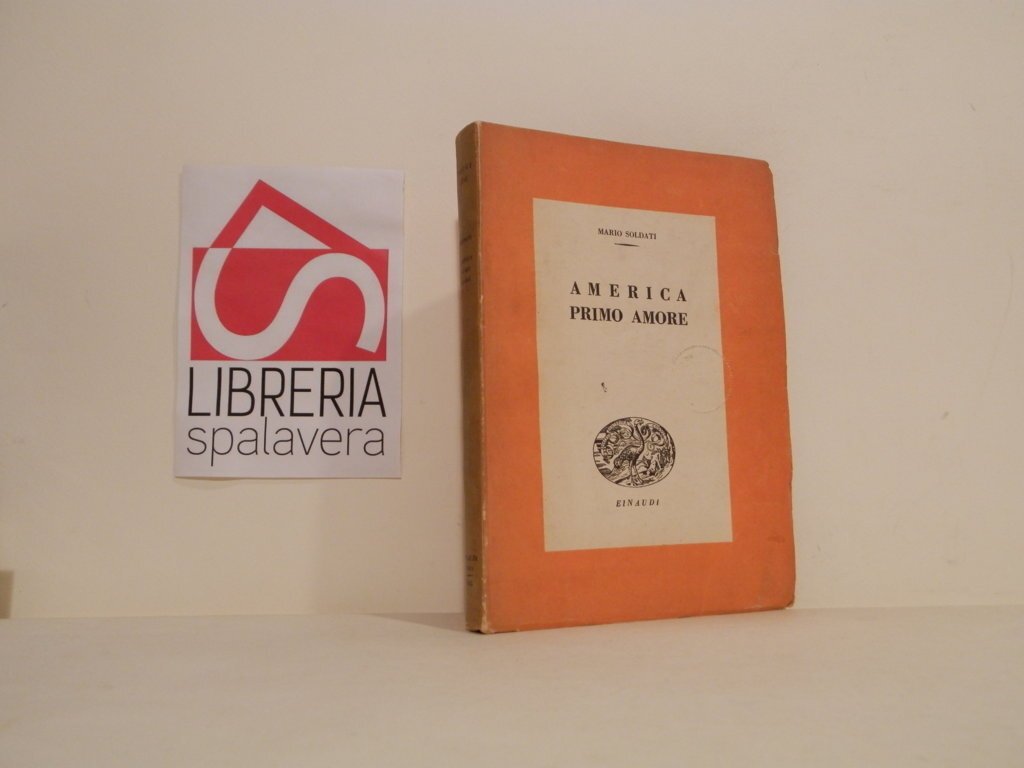 LIBRERIA
spalavera
MARIO SOLDATI
AMERICA
PRIMO AMORE
EINAUDI